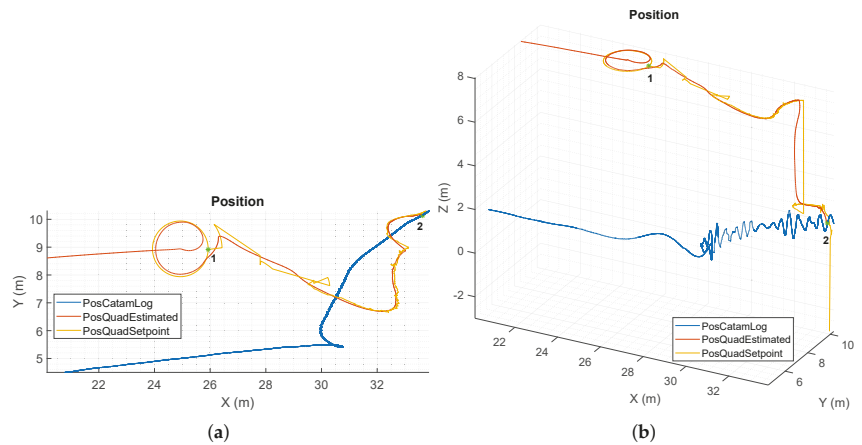 Position
10
9
8
7
6
5
Y (m)
1
2
PosCatamLog
PosQuadEstimated
PosQuadSetpoint
22
24
26
28
30
32
X (m)
(a)
Position
8
6
4
2
0
-2
Z (m)
1
2
PosCatamLog
PosQuadEstimated
PosQuadSetpoint
22
24
26
28
30
32
X (m)
6
8
10
Y (m)
(b)